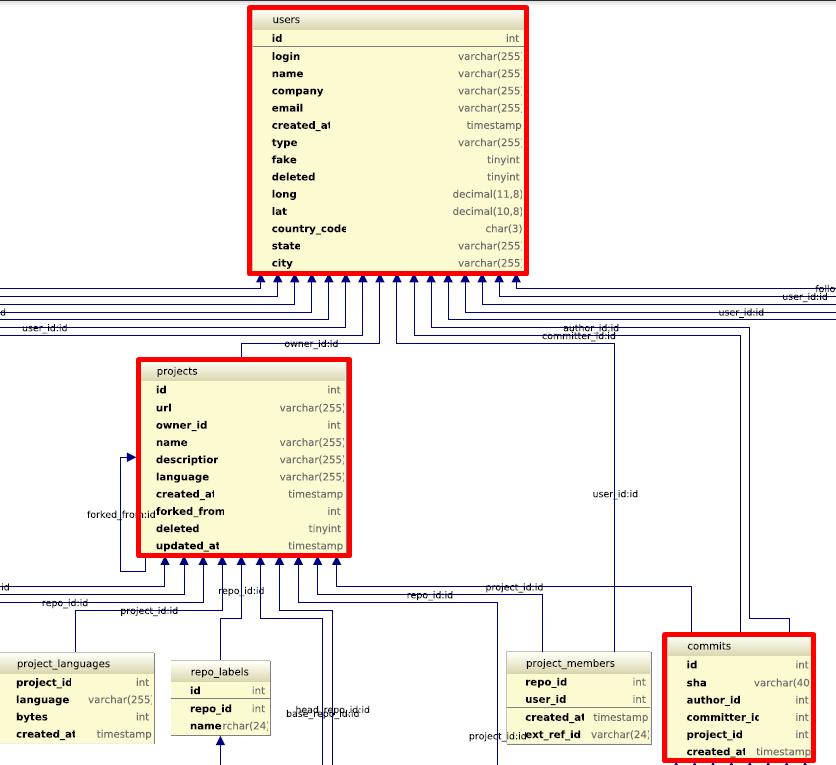 users
id int
login varchar(255)
name varchar(255)
company varchar(255)
email varchar(255)
created_at timestamp
type varchar(255)
fake tinyint
deleted tinyint
long decimal(11,8)
lat decimal(10,8)
country_code char(3)
state varchar(255)
city varchar(255)
follo
user_id:id
d user_id:id
user_id:id author_id:id
committer_id:id
owner_id:id
projects
id int
url varchar(255)
owner_id int
name varchar(255)
description varchar(255)
language varchar(255)
created_at timestamp
forked_from int
deleted tinyint
updated_at timestamp
forked_from:id
user_id:id
id project_id:id
repo_id:id
repo_id:id
repo_id:id
project_id:id
project_languages
project_id int
language varchar(255)
bytes int
created_at timestamp
repo_labels
id int
repo_id int
name rchar(24)
head_repo_id:id
base_repo_id:id
project_members
repo_id int
user_id int
created_at timestamp
ext_ref_id varchar(24)
project_id:id
commits
id int
sha varchar(40
author_id int
committer_id int
project_id int
created_at timestamp